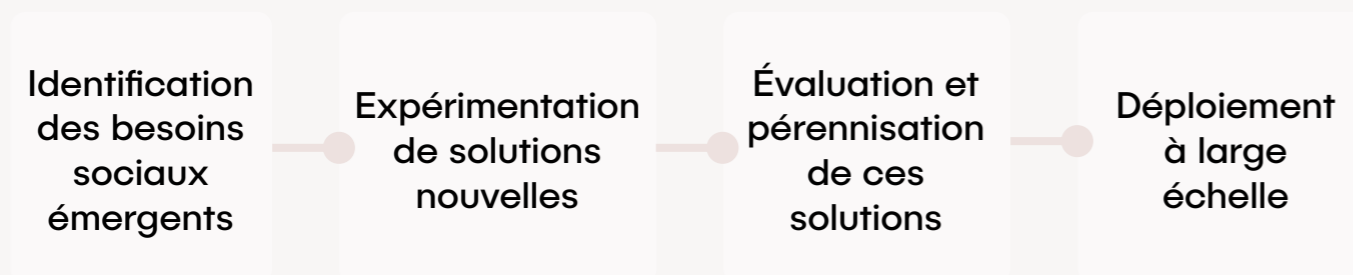 Identification
des besoins
sociaux
émergents
Expérimentation
de solutions
nouvelles
Évaluation et
pérennisation
de ces
solutions
Déploiement
à large
échelle